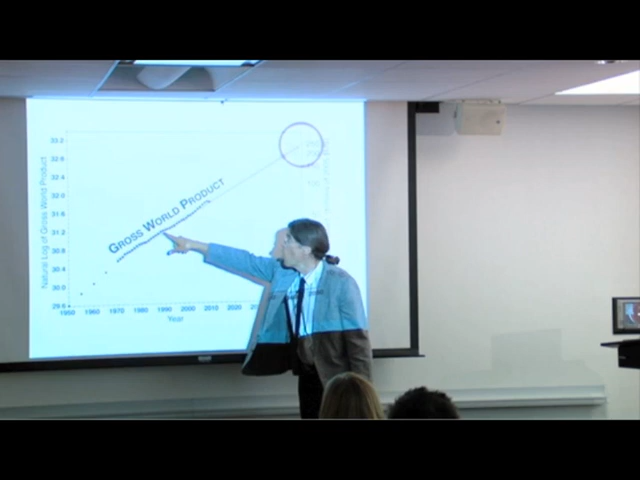 33.2
32.8
32.4
32.0
31.6
31.2
30.8
30.4
30.0
29.6
Natural Log of Gross World Product
GROSS WORLD PRODUCT
1950 1960 1970 1980 1990 2000 2010 2020
Year